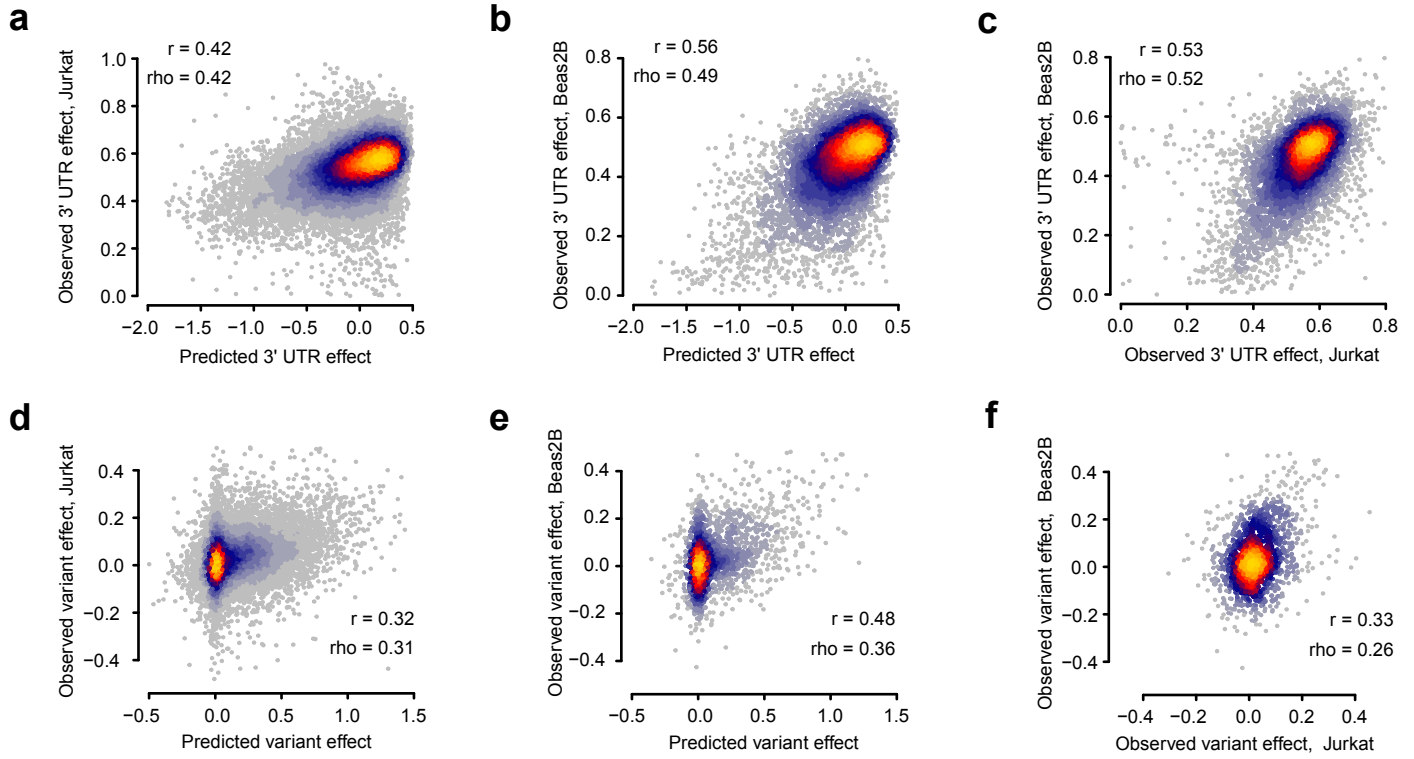 a
r = 0.42
rho = 0.42
Observed 3' UTR effect, Jurkat
1.0
0.8
0.6
0.4
0.2
0.0
−2.0 −1.5 −1.0 −0.5 0.0 0.5
Predicted 3' UTR effect
b
r = 0.56
rho = 0.49
Observed 3' UTR effect, Beas2B
0.8
0.6
0.4
0.2
0.0
−2.0 −1.5 −1.0 −0.5 0.0 0.5
Predicted 3' UTR effect
c
r = 0.53
rho = 0.52
Observed 3' UTR effect, Beas2B
0.8
0.6
0.4
0.2
0.0
0.0 0.2 0.4 0.6 0.8
Observed 3' UTR effect, Jurkat
d
Observed variant effect, Jurkat
0.4
0.2
0.0
−0.2
−0.4
r = 0.32
rho = 0.31
−0.5 0.0 0.5 1.0 1.5
Predicted variant effect
e
Observed variant effect, Beas2B
0.4
0.2
0.0
−0.2
−0.4
r = 0.48
rho = 0.36
−0.5 0.0 0.5 1.0 1.5
Predicted variant effect
f
Observed variant effect, Beas2B
0.4
0.2
0.0
−0.2
−0.4
r = 0.33
rho = 0.26
−0.4 −0.2 0.0 0.2 0.4
Observed variant effect, Jurkat